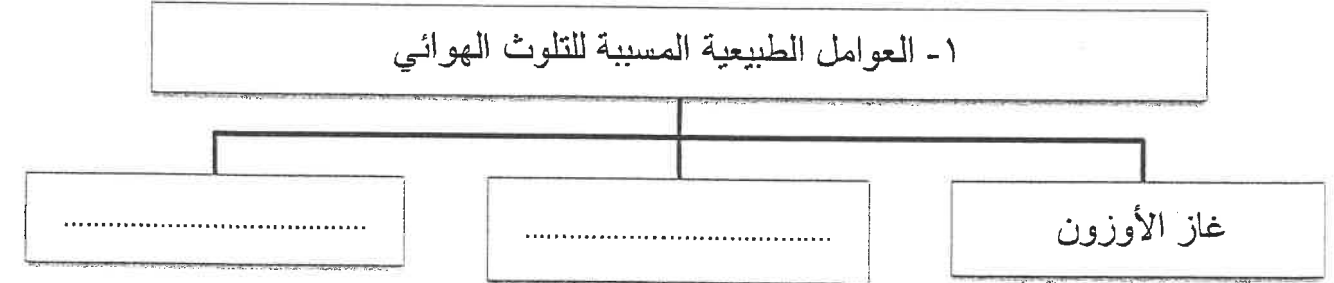 ١- العوامل الطبيعية المسببة للتلوث الهوائي
غاز الأوزون
................................
................................